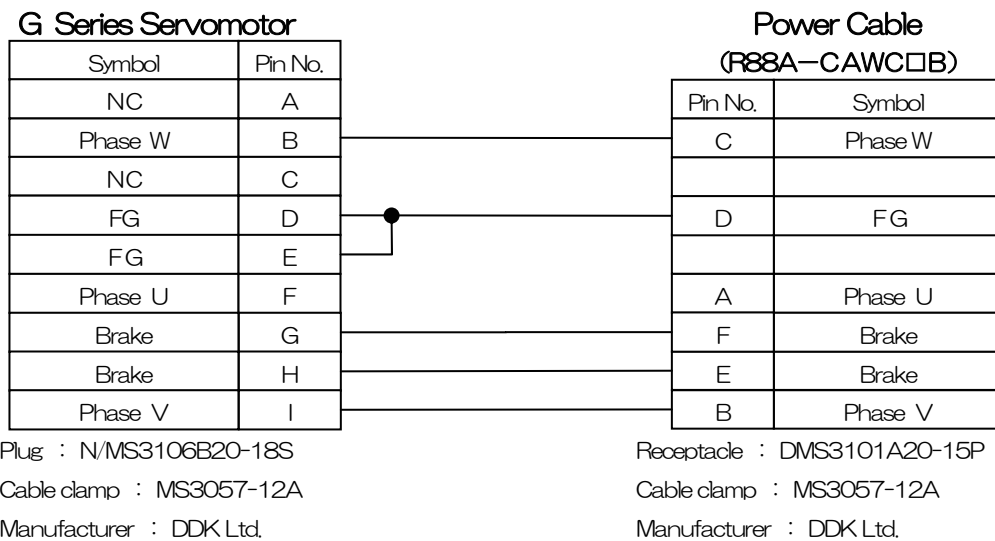 G Series Servomotor
Symbol Pin No.
NC A
Phase W B
NC C
FG D
FG E
Phase U F
Brake G
Brake H
Phase V I
Plug : N/MS3106B20-18S
Cable clamp : MS3057-12A
Manufacturer : DDK Ltd.
Power Cable
(R88A-CAWC□B)
Pin No. Symbol
C Phase W
D FG
A Phase U
F Brake
E Brake
B Phase V
Receptacle : DMS3101A20-15P
Cable clamp : MS3057-12A
Manufacturer : DDK Ltd.